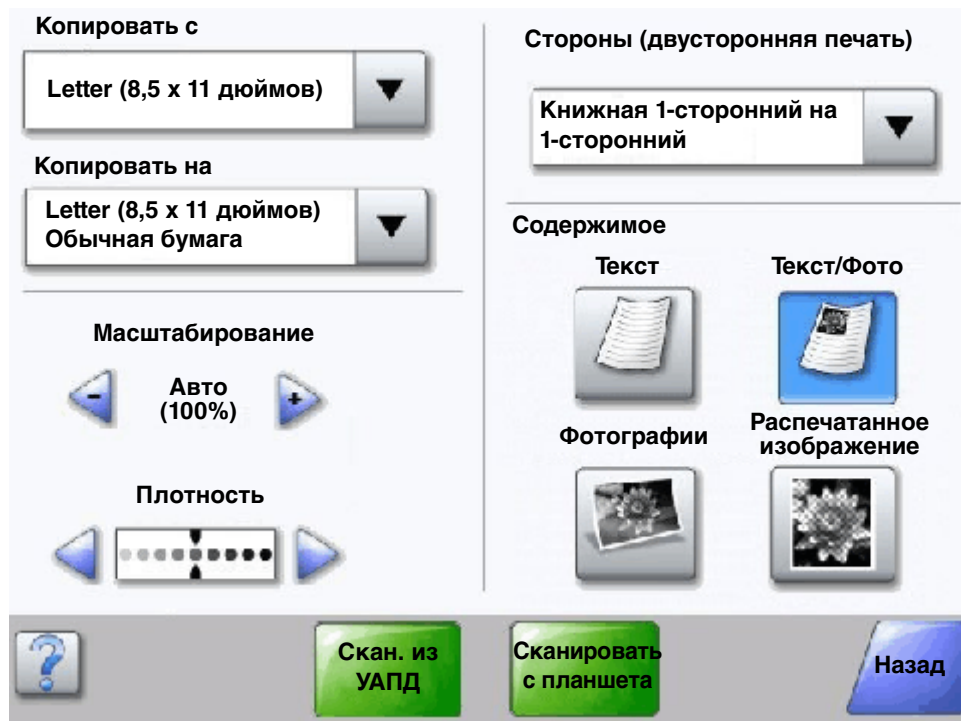 Копировать с
Letter (8,5 x 11 дюймов)
Копировать на
Letter (8,5 x 11 дюймов)
Обычная бумага
Масштабирование
-
Авто
(100%)
+
Плотность
Стороны (двусторонняя печать)
Книжная 1-сторонний на
1-сторонний
Содержимое
Текст
Текст/Фото
Фотографии
Распечатанное
изображение
?
Скан. из
УАПД
Сканировать
с планшета
Назад